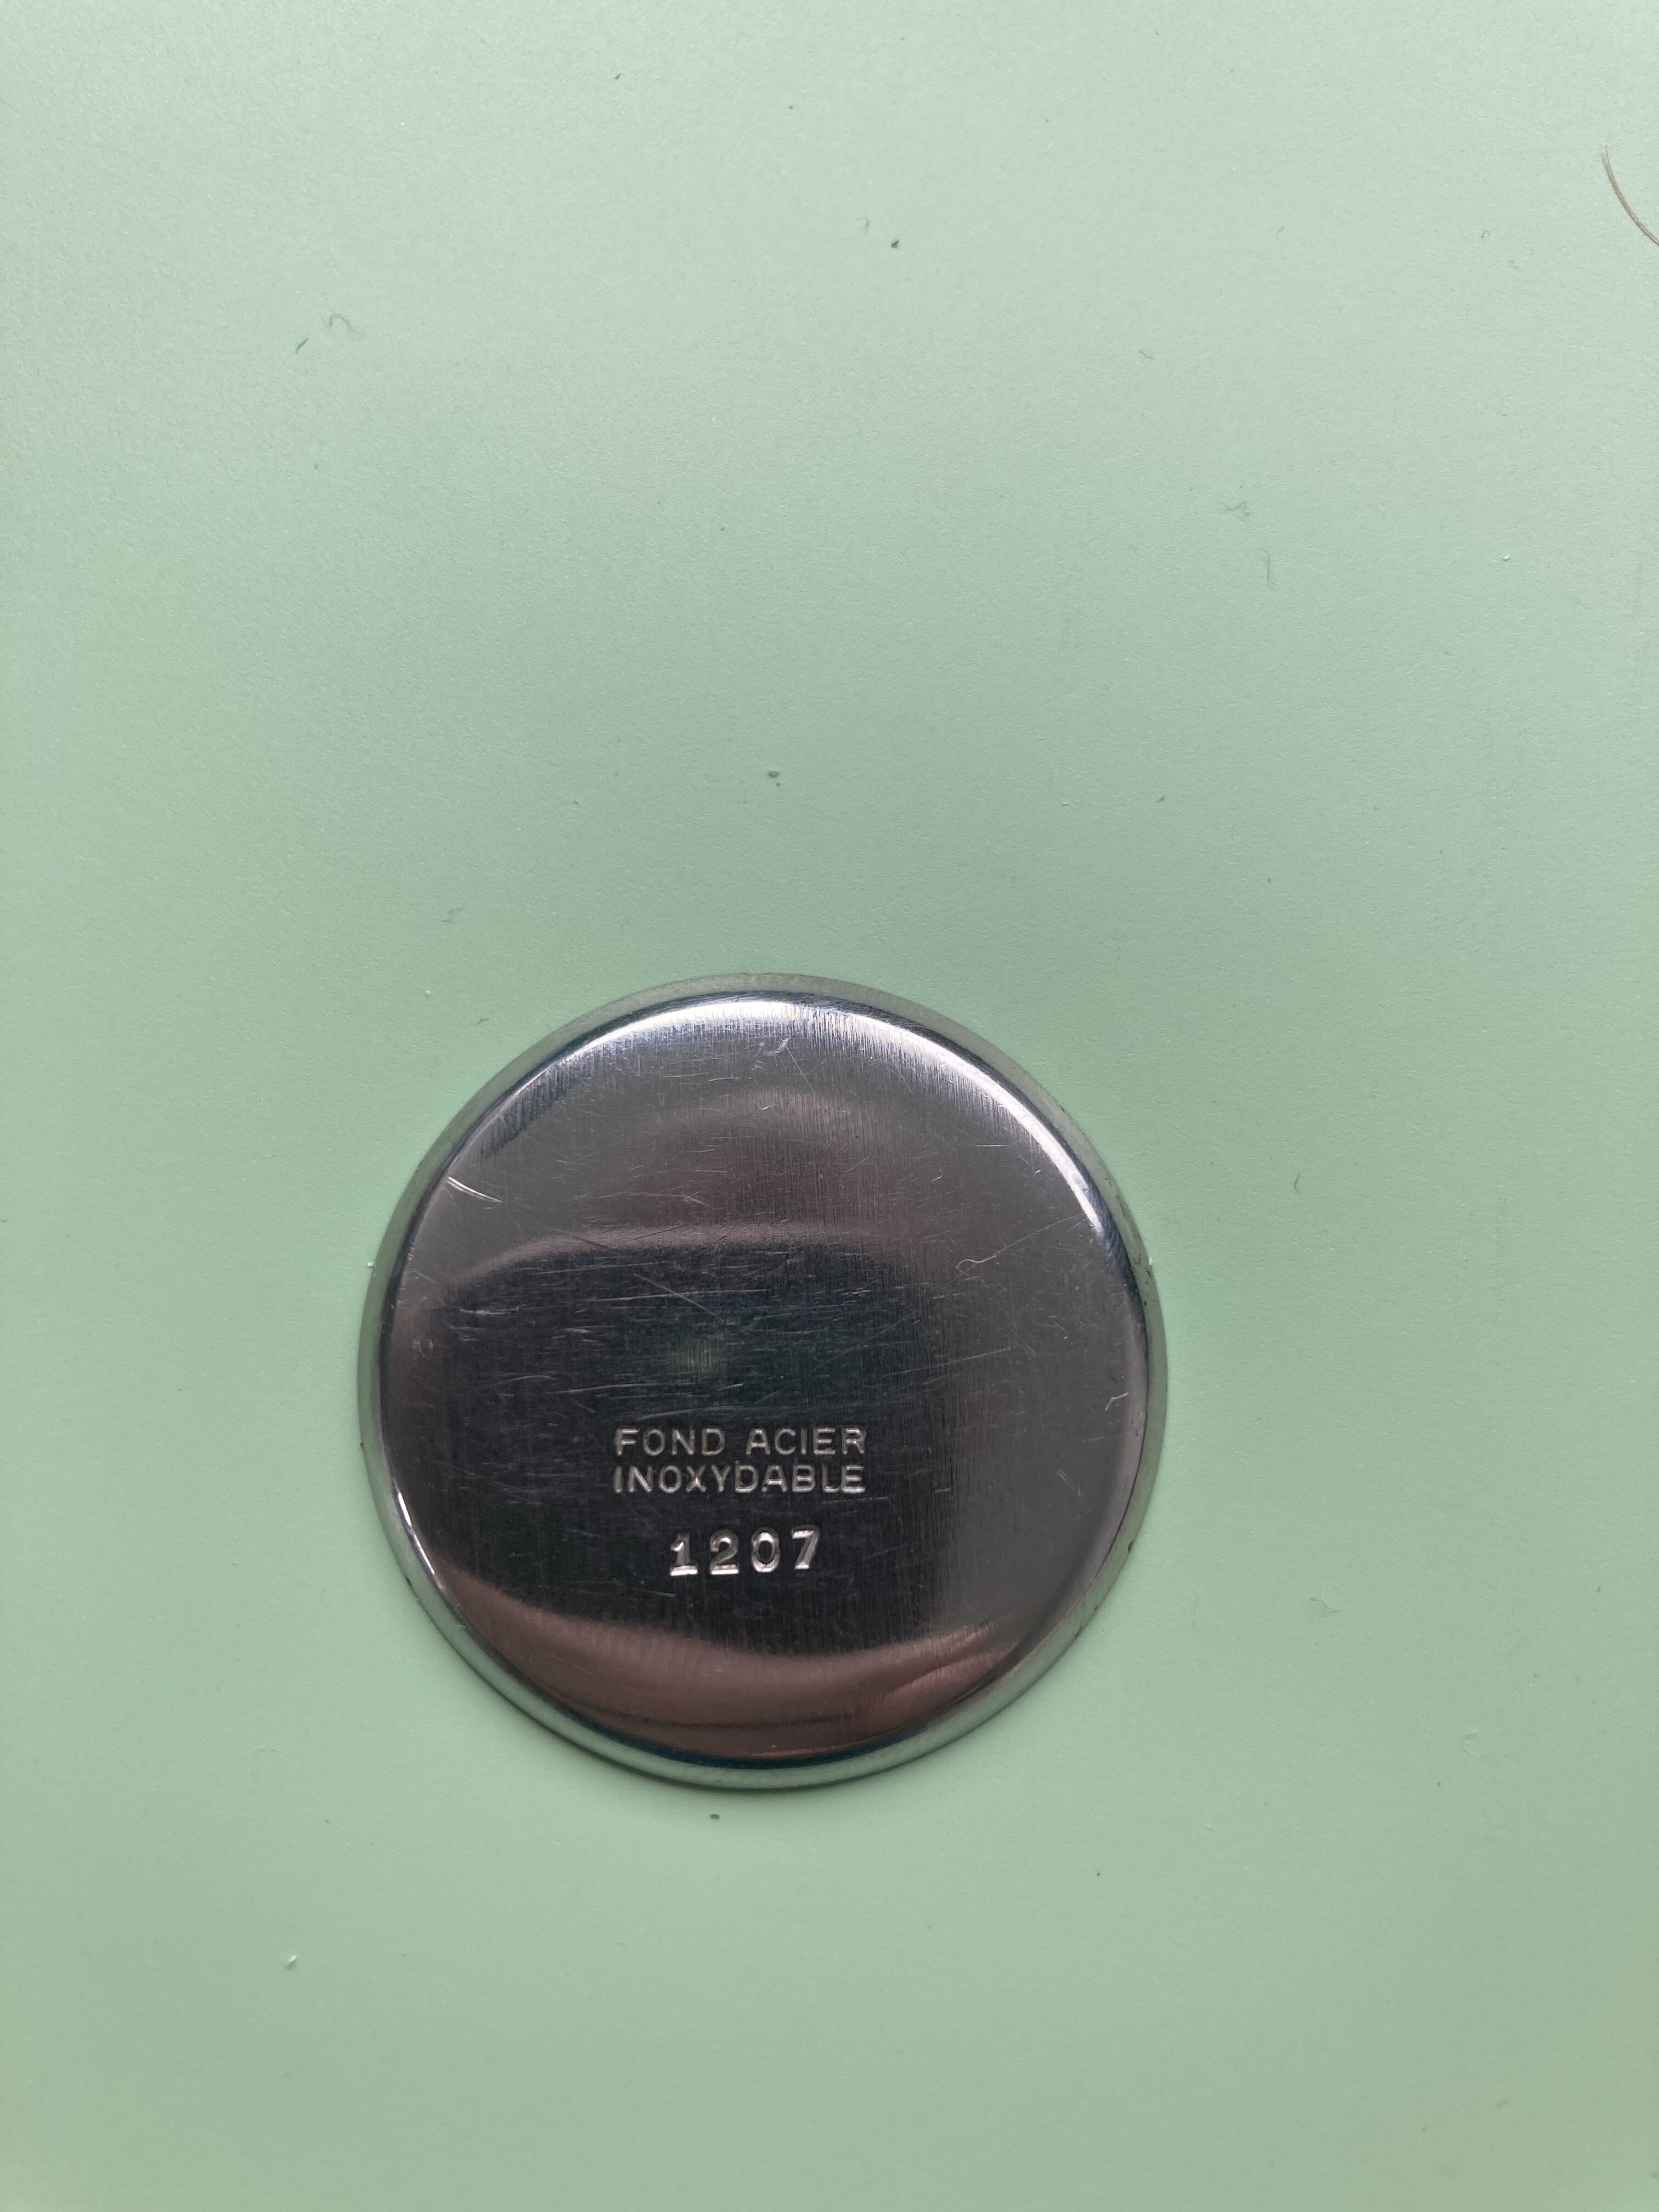 FOND ACIER
INOXYDABLE
1207